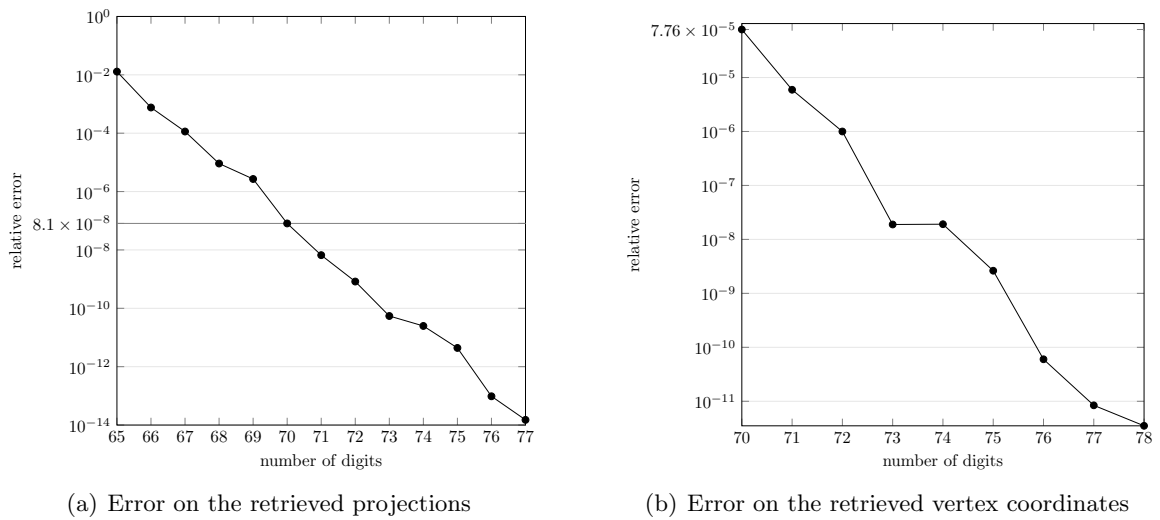 10^0
10^−2
10^−4
10^−6
8.1 × 10^−8
10^−8
10^−10
10^−12
10^−14
relative error
65 66 67 68 69 70 71 72 73 74 75 76 77
number of digits
(a) Error on the retrieved projections
7.76 × 10^−5
10^−5
10^−6
10^−7
10^−8
10^−9
10^−10
10^−11
relative error
70 71 72 73 74 75 76 77 78
number of digits
(b) Error on the retrieved vertex coordinates